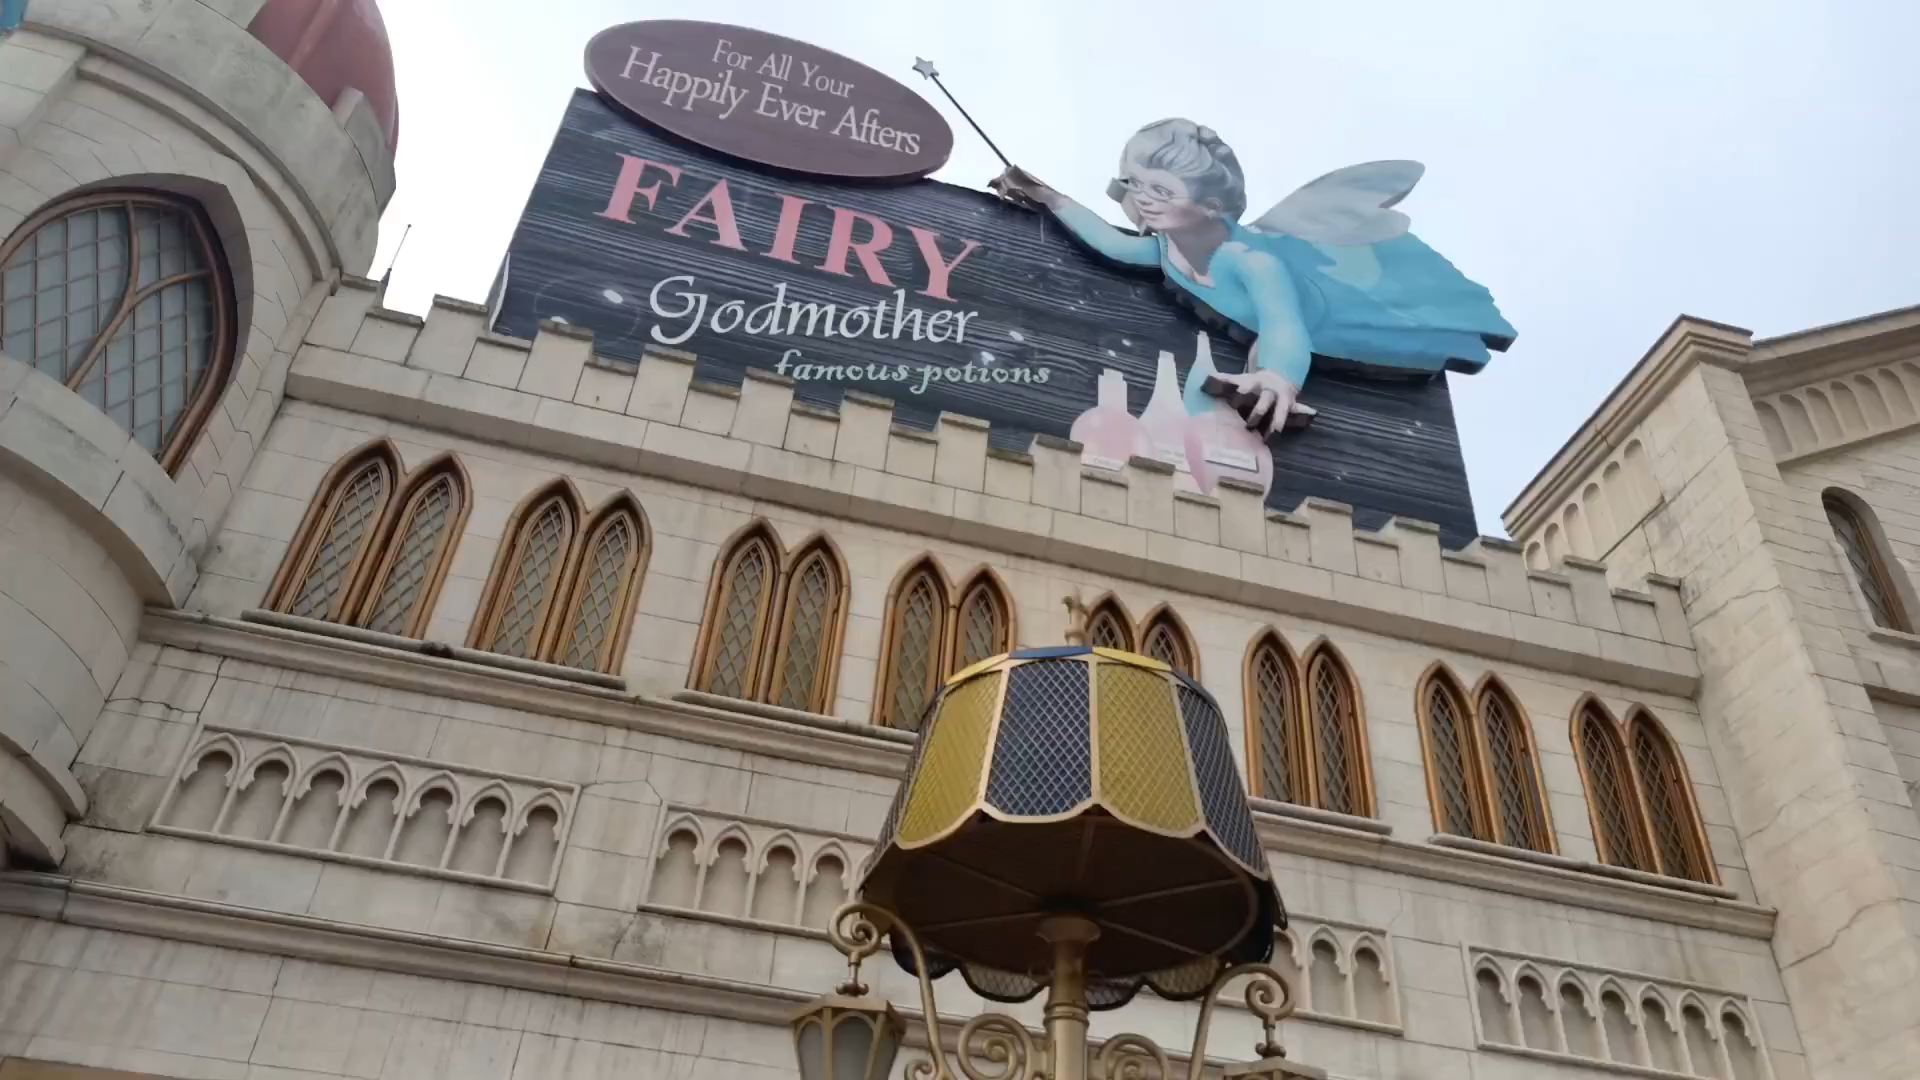 For All Your
Happily Ever Afters
FAIRY
Godmother
famous potions